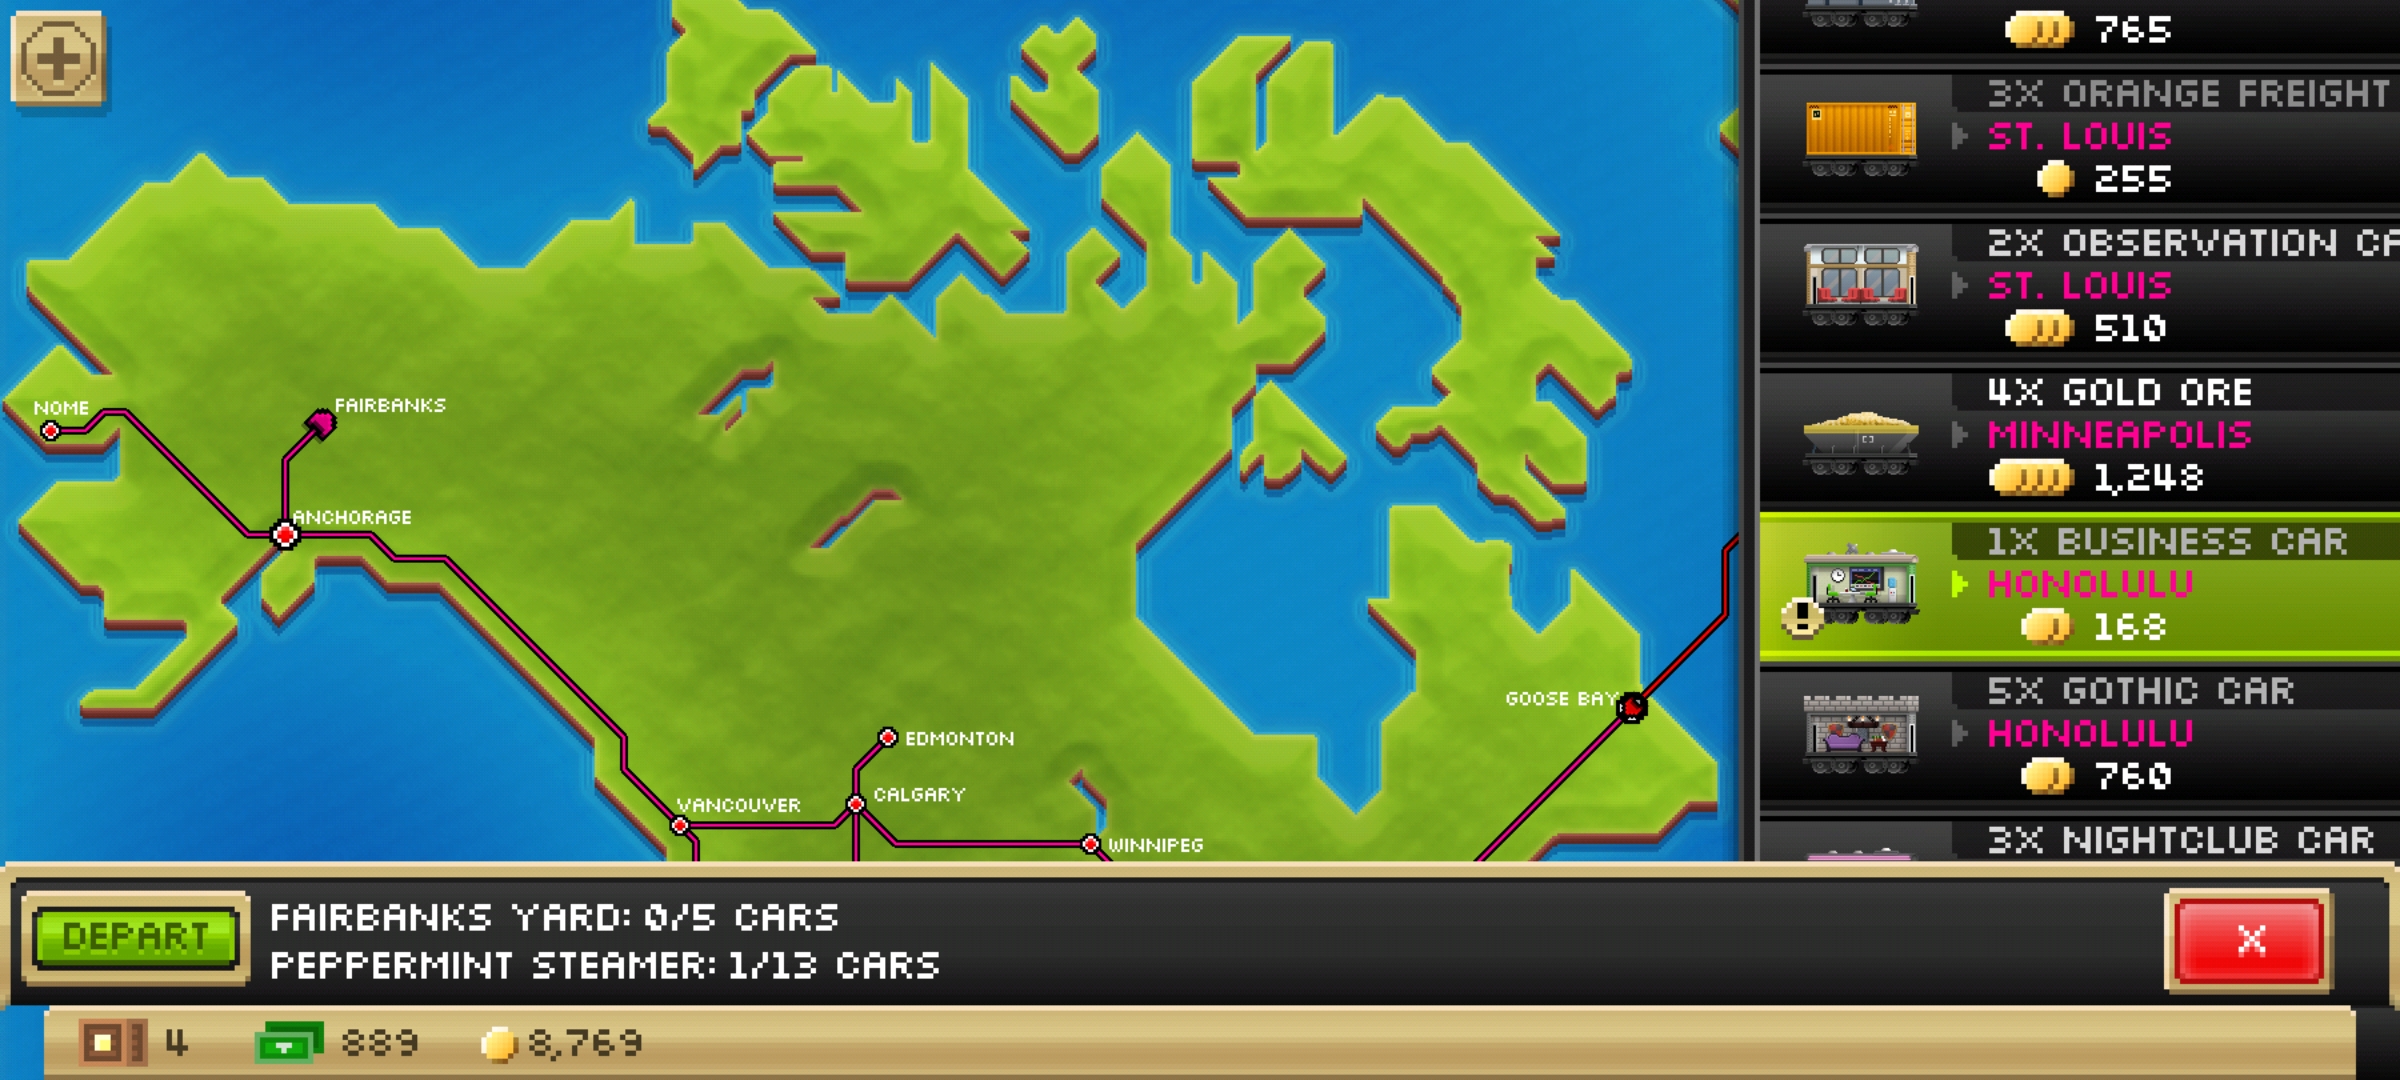 765
3X ORANGE FREIGHT
ST. LOUIS
255
2X OBSERVATION CA
ST. LOUIS
510
4X GOLD ORE
MINNEAPOLIS
1,248
1X BUSINESS CAR
HONOLULU
168
5X GOTHIC CAR
HONOLULU
760
3X NIGHTCLUB CAR
NOME
FAIRBANKS
ANCHORAGE
GOOSE BAY
EDMONTON
CALGARY
VANCOUVER
WINNIPEG
DEPART
FAIRBANKS YARD: 0/5 CARS
PEPPERMINT STEAMER: 1/13 CARS
X
4
889
8,769